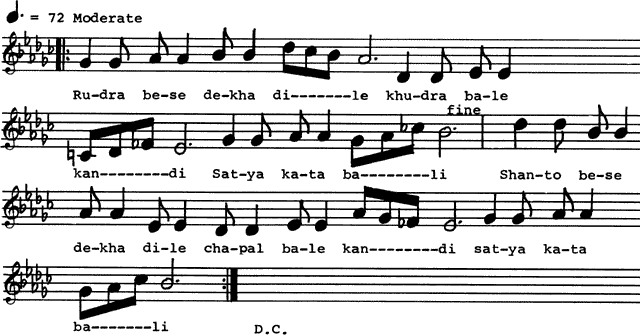 = 72 Moderate
Ru-dra be-se de-kha di-------le khu-dra ba-le
fine
kan--------di Sat-ya ka-ta ba-------li Shan-to be-se
de-kha di-le cha-pal ba-le kan--------di sat-ya ka-ta
ba-------li D.C.